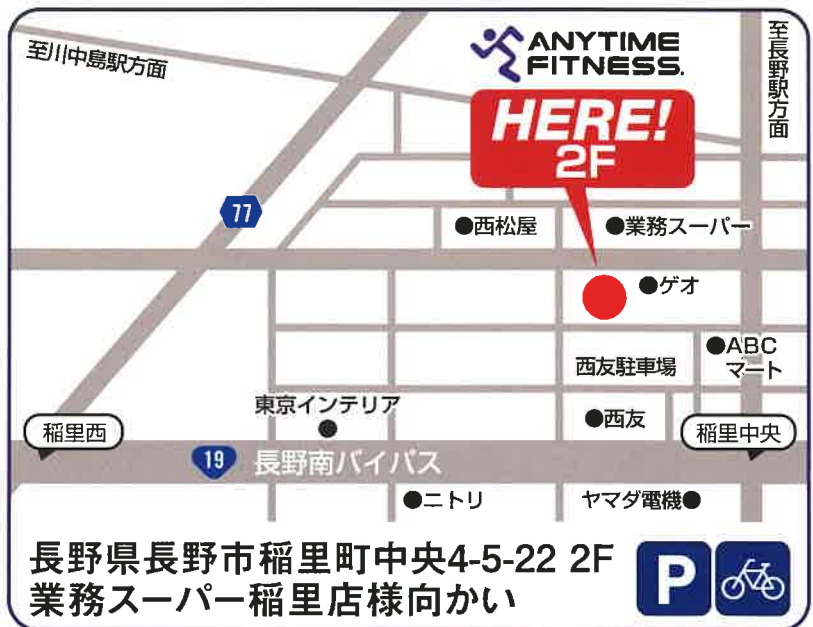 至川中島駅方面
ANYTIME
FITNESS.
至長野駅方面
HERE!
2F
77
●西松屋
●業務スーパー
●ゲオ
●ABC
マート
西友駐車場
東京インテリア
●西友
稲里西
稲里中央
19 長野南バイパス
●ニトリ
ヤマダ電機●
長野県長野市稲里町中央4-5-22 2F
業務スーパー稲里店様向かい
P